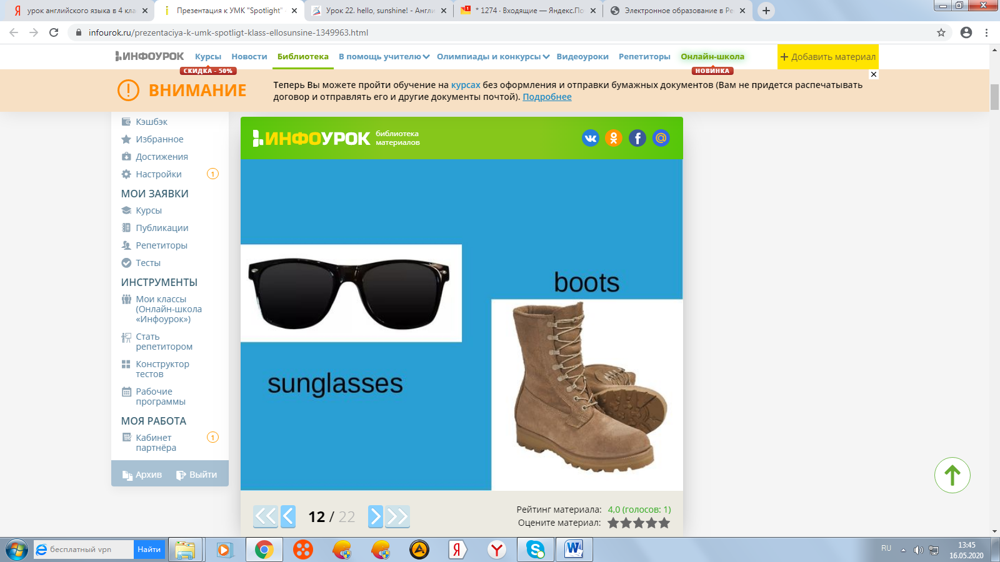 урок английского языка в 4 кла
Презентация к УМК "Spotlight"
Урок 22. hello, sunshine! - Англи
* 1274 · Входящие — Яндекс.По
Электронное образование в Ре
infourok.ru/prezentaciya-k-umk-spotligt-klass-ellosunsine-1349963.html
ИНФОУРОК
Курсы
СКИДКА - 50%
Новости
Библиотека
В помощь учителю
Олимпиады и конкурсы
Видеоуроки
Репетиторы
Онлайн-школа
НОВИНКА
+ Добавить материал
ВНИМАНИЕ
Теперь Вы можете пройти обучение на курсах без оформления и отправки бумажных документов (Вам не придется распечатывать
договор и отправлять его и другие документы почтой). Подробнее
Кэшбэк
Избранное
Достижения
Настройки 1
МОИ ЗАЯВКИ
Курсы
Публикации
Репетиторы
Тесты
ИНСТРУМЕНТЫ
Мои классы
(Онлайн-школа
«Инфоурок»)
Стать
репетитором
Конструктор
тестов
Рабочие
программы
МОЯ РАБОТА
Кабинет 1
партнёра
Архив Выйти
ИНФОУРОК
библиотека
материалов
boots
sunglasses
12 / 22
Рейтинг материала: 4,0 (голосов: 1)
Оцените материал:
бесплатный vpn Найти
RU
13:45
16.05.2020